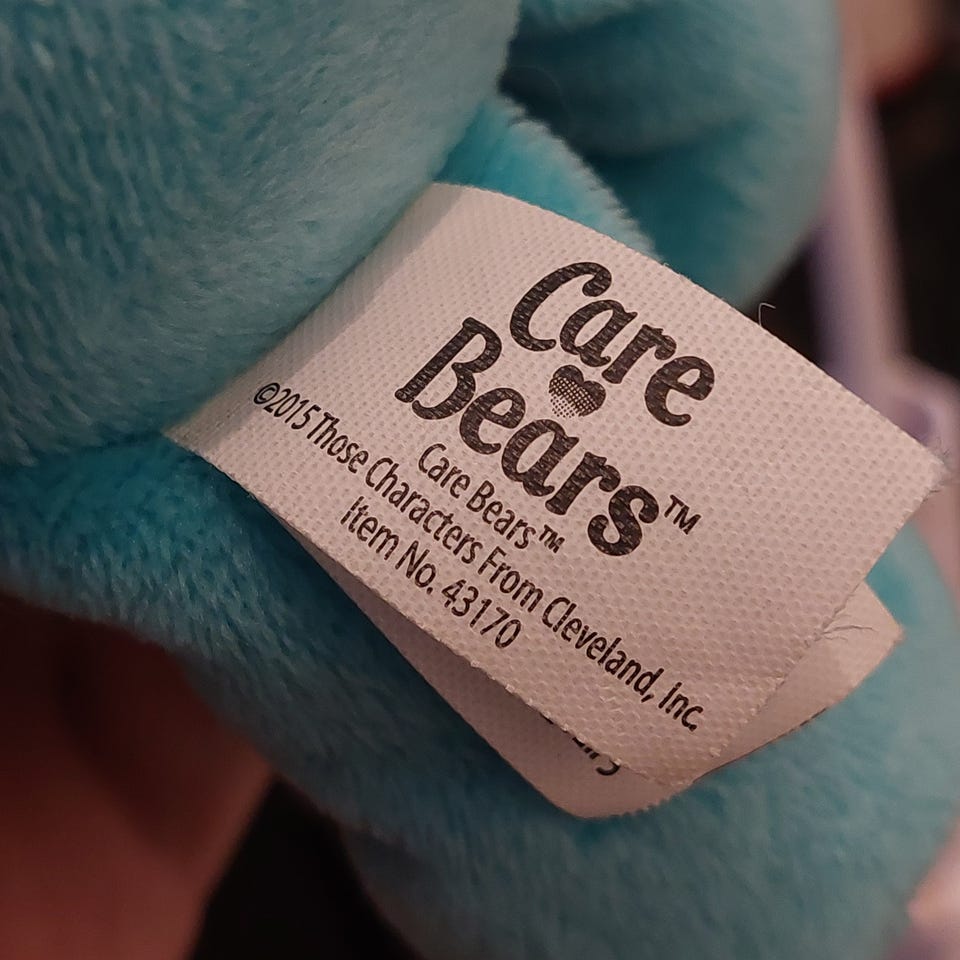 Care
Bears™
Care Bears™
©2015 Those Characters From Cleveland, Inc.
Item No. 43170